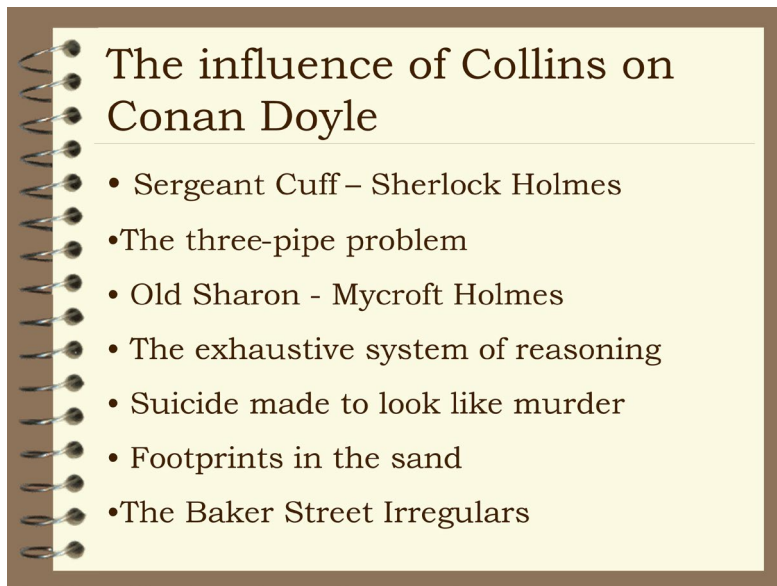 The influence of Collins on
Conan Doyle
• Sergeant Cuff – Sherlock Holmes
•The three-pipe problem
• Old Sharon - Mycroft Holmes
• The exhaustive system of reasoning
• Suicide made to look like murder
• Footprints in the sand
•The Baker Street Irregulars